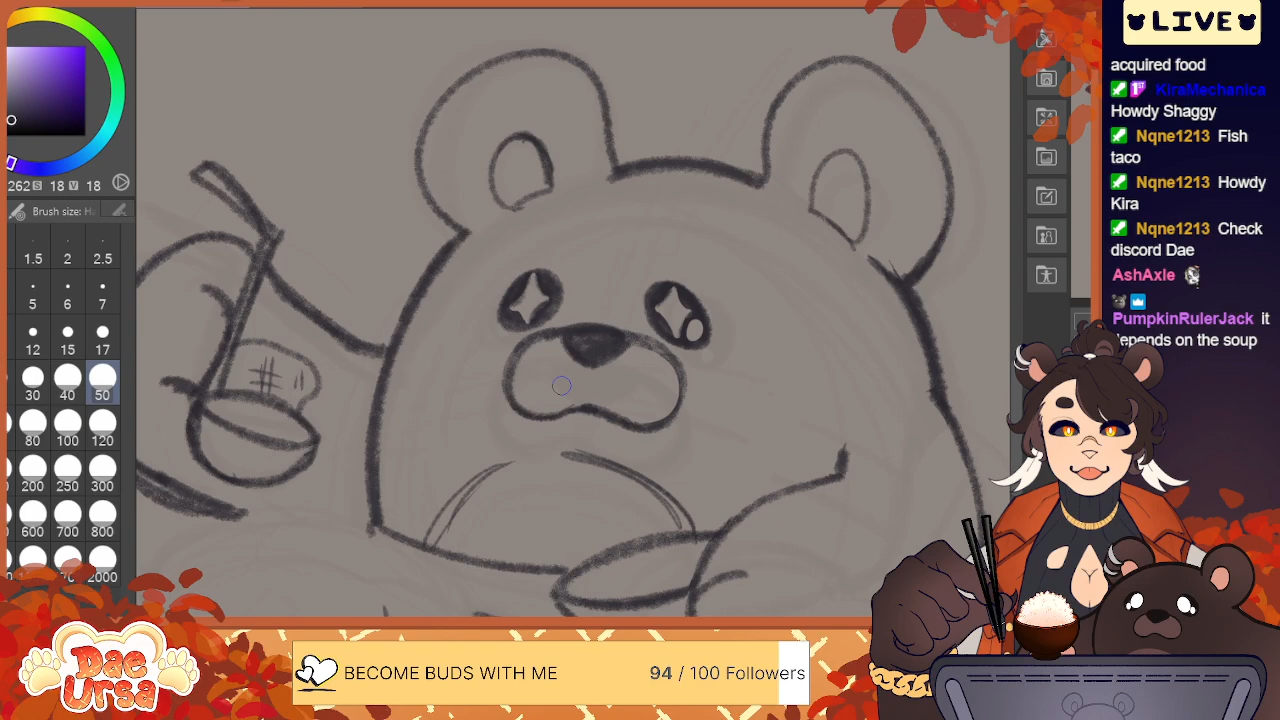 LIVE
acquired food
KiraMechanica
Howdy Shaggy
Nqne1213 Fish
taco
Nqne1213 Howdy
Kira
Nqne1213 Check
discord Dae
AshAxle
PumpkinRulerJack it
depends on the soup
262 S 18 V 18
Brush size:
1.5 2 2.5
5 6 7
12 15 17
30 40 50
80 100 120
200 250 300
600 700 800
2000
Dae
Ursa
BECOME BUDS WITH ME
94 / 100 Followers